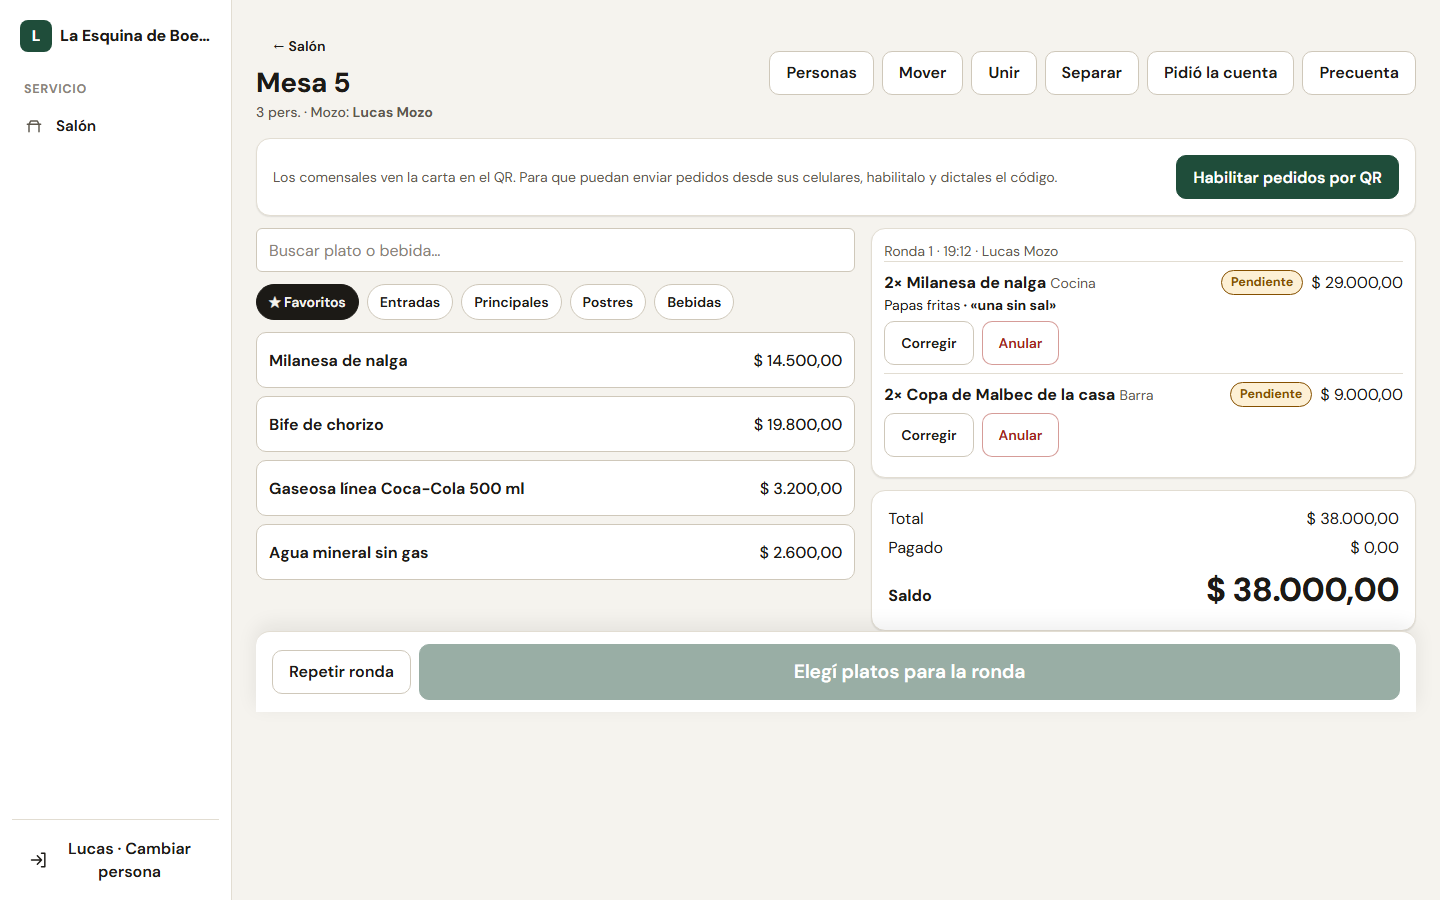 L La Esquina de Boe...
SERVICIO
Salón
Lucas · Cambiar
persona
← Salón
Mesa 5
3 pers. · Mozo: Lucas Mozo
Personas
Mover
Unir
Separar
Pidió la cuenta
Precuenta
Los comensales ven la carta en el QR. Para que puedan enviar pedidos desde sus celulares, habilitalo y dictales el código.
Habilitar pedidos por QR
Buscar plato o bebida...
★ Favoritos
Entradas
Principales
Postres
Bebidas
Milanesa de nalga $ 14.500,00
Bife de chorizo $ 19.800,00
Gaseosa línea Coca-Cola 500 ml $ 3.200,00
Agua mineral sin gas $ 2.600,00
Ronda 1 · 19:12 · Lucas Mozo
2× Milanesa de nalga Cocina Pendiente $ 29.000,00
Papas fritas · «una sin sal»
Corregir
Anular
2× Copa de Malbec de la casa Barra Pendiente $ 9.000,00
Corregir
Anular
Total $ 38.000,00
Pagado $ 0,00
Saldo $ 38.000,00
Repetir ronda
Elegí platos para la ronda